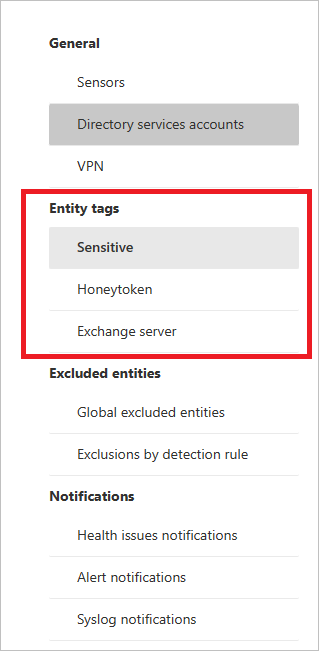 General
Sensors
Directory services accounts
VPN
Entity tags
Sensitive
Honeytoken
Exchange server
Excluded entities
Global excluded entities
Exclusions by detection rule
Notifications
Health issues notifications
Alert notifications
Syslog notifications